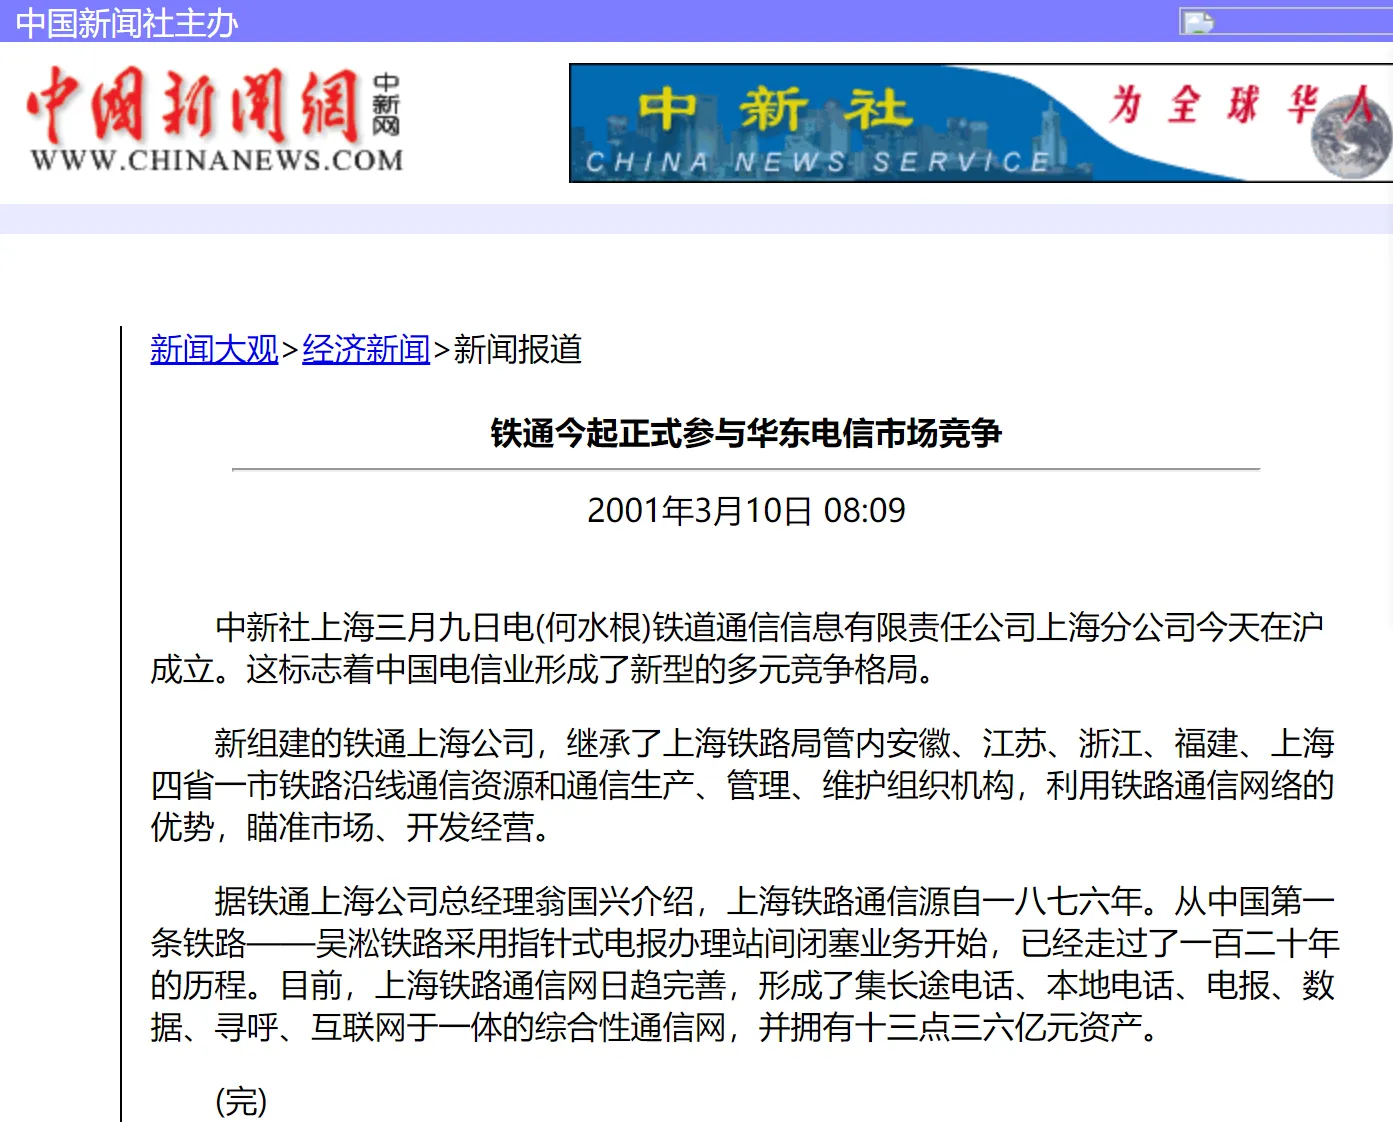 中国新闻社主办
中國新聞網
中新网
WWW.CHINANEWS.COM
中新社
CHINA NEWS SERVICE
为全球华人
新闻大观>经济新闻>新闻报道
铁通今起正式参与华东电信市场竞争
2001年3月10日 08:09
中新社上海三月九日电(何水根)铁道通信信息有限责任公司上海分公司今天在沪
成立。这标志着中国电信业形成了新型的多元竞争格局。
新组建的铁通上海公司，继承了上海铁路局管内安徽、江苏、浙江、福建、上海
四省一市铁路沿线通信资源和通信生产、管理、维护组织机构，利用铁路通信网络的
优势，瞄准市场、开发经营。
据铁通上海公司总经理翁国兴介绍，上海铁路通信源自一八七六年。从中国第一
条铁路——吴淞铁路采用指针式电报办理站间闭塞业务开始，已经走过了一百二十年
的历程。目前，上海铁路通信网日趋完善，形成了集长途电话、本地电话、电报、数
据、寻呼、互联网于一体的综合性通信网，并拥有十三点三六亿元资产。
(完)